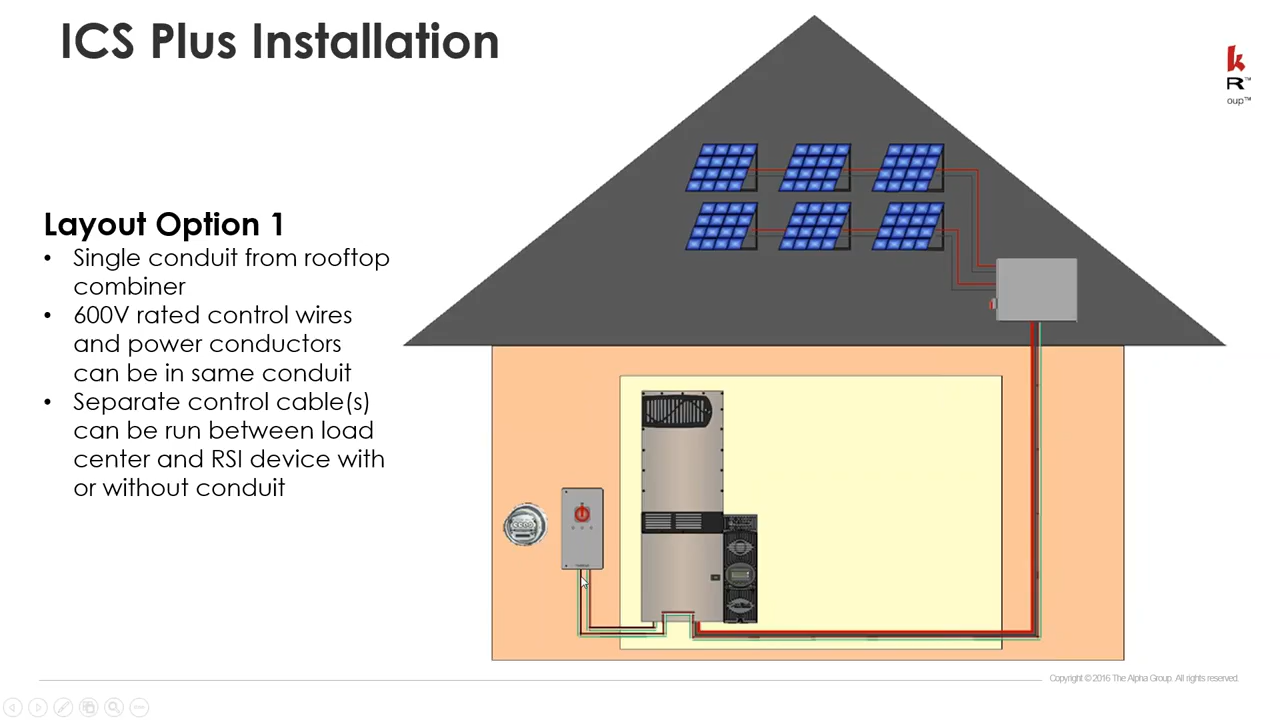 ICS Plus Installation
k
R™
oup™
Layout Option 1
• Single conduit from rooftop
combiner
• 600V rated control wires
and power conductors
can be in same conduit
• Separate control cable(s)
can be run between load
center and RSI device with
or without conduit
Copyright © 2016 The Alpha Group. All rights reserved.